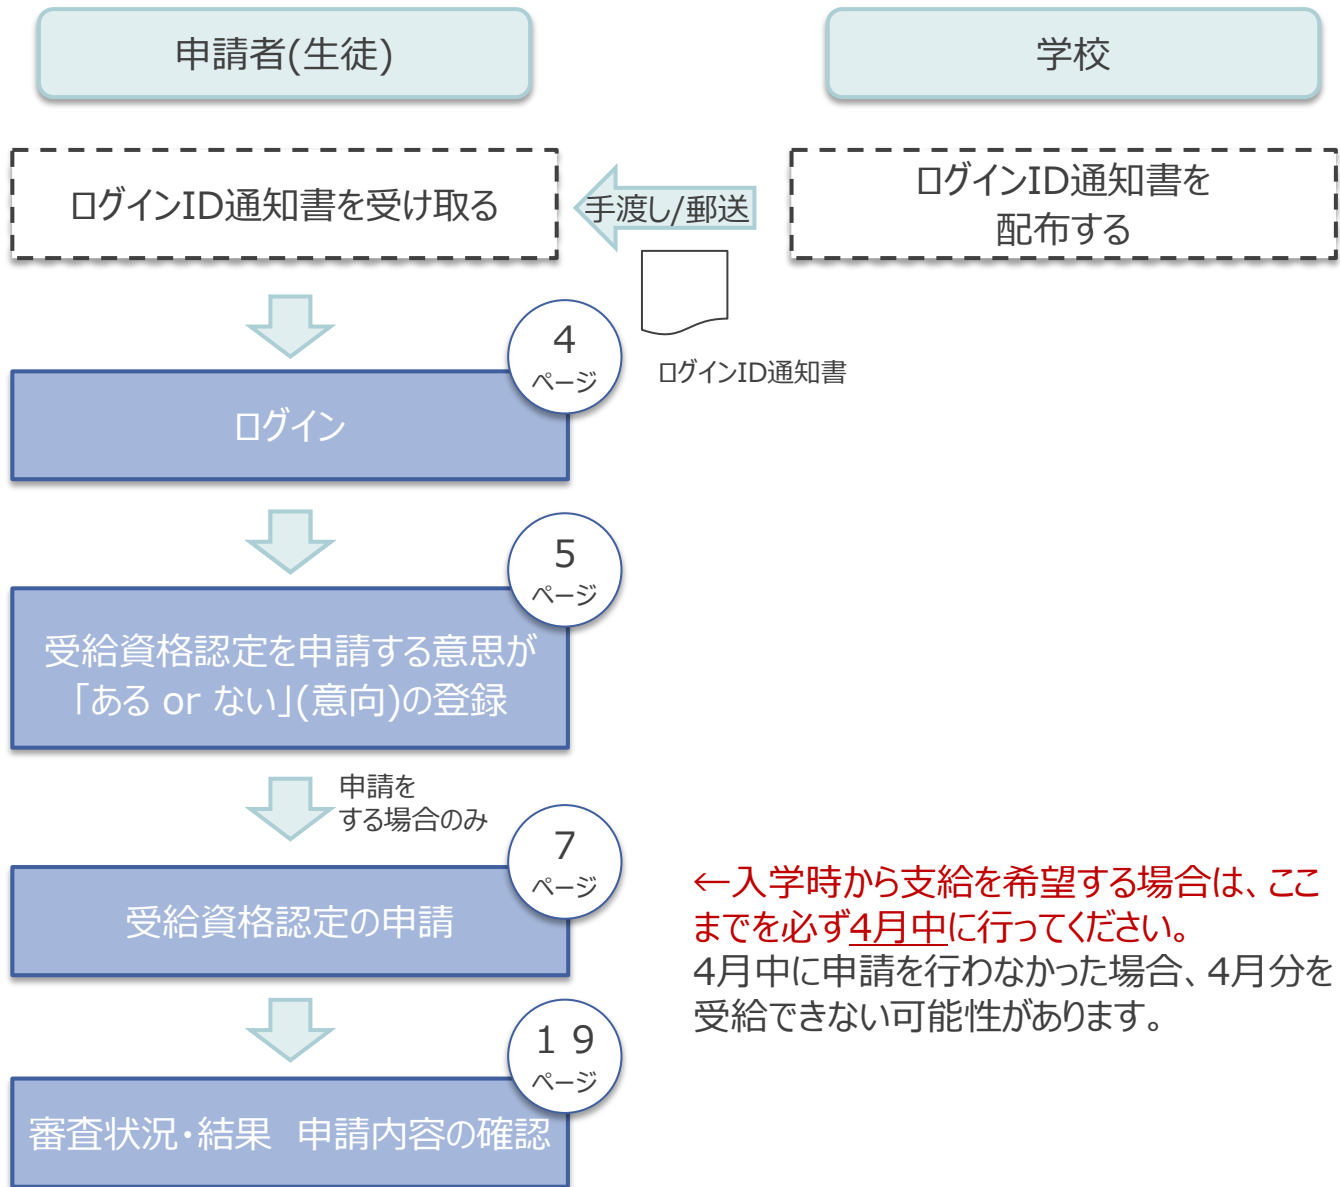 申請者(生徒)
学校
ログインID通知書を受け取る
手渡し/郵送
ログインID通知書を
配布する
ログインID通知書
4
ページ
ログイン
5
ページ
受給資格認定を申請する意思が
「ある or ない」(意向)の登録
申請を
する場合のみ
7
ページ
受給資格認定の申請
←入学時から支給を希望する場合は、ここ
までを必ず4月中に行ってください。
4月中に申請を行わなかった場合、4月分を
受給できない可能性があります。
１９
ページ
審査状況・結果　申請内容の確認